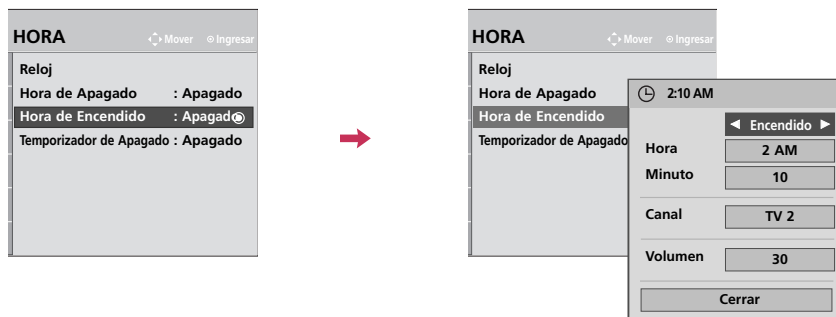 HORA Mover Ingresar
Reloj
Hora de Apagado : Apagado
Hora de Encendido : Apagado
Temporizador de Apagado : Apagado
HORA Mover Ingresar
Reloj
Hora de Apagado
Hora de Encendido
Temporizador de Apagado
2:10 AM
◄ Encendido ►
Hora 2 AM
Minuto 10
Canal TV 2
Volumen 30
Cerrar